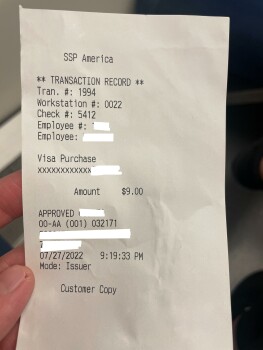 SSP America
** TRANSACTION RECORD **
Tran. #: 1994
Workstation #: 0022
Check #: 5412
Employee #:
Employee:
Visa Purchase
XXXXXXXXXXXX
Amount $9.00
APPROVED
00-AA (001) 032171
07/27/2022 9:19:33 PM
Mode: Issuer
Customer Copy